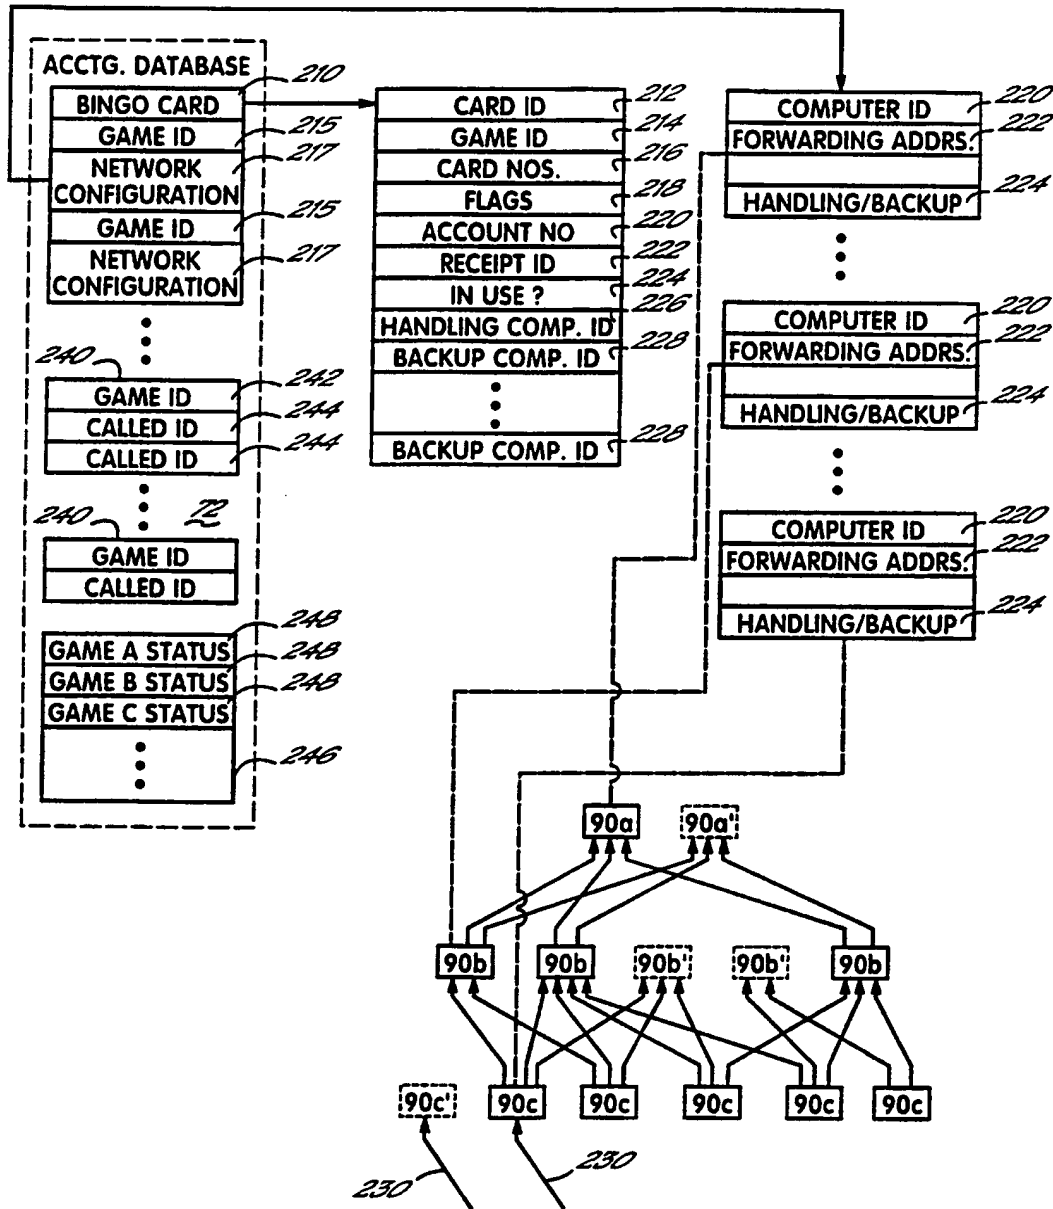 ACCTG. DATABASE
210
BINGO CARD
GAME ID
215
NETWORK
CONFIGURATION
217
GAME ID
215
NETWORK
CONFIGURATION
217
240
GAME ID
242
CALLED ID
244
CALLED ID
244
240
72
GAME ID
CALLED ID
GAME A STATUS
248
GAME B STATUS
248
GAME C STATUS
248
246
CARD ID
212
GAME ID
214
CARD NOS.
216
FLAGS
218
ACCOUNT NO
220
RECEIPT ID
222
IN USE ?
224
HANDLING COMP. ID
226
BACKUP COMP. ID
228
BACKUP COMP. ID
228
COMPUTER ID
220
FORWARDING ADDRS.
222
HANDLING/BACKUP
224
COMPUTER ID
220
FORWARDING ADDRS.
222
HANDLING/BACKUP
224
COMPUTER ID
220
FORWARDING ADDRS.
222
HANDLING/BACKUP
224
90a
90a'
90b
90b
90b'
90b'
90b
90c'
90c
90c
90c
90c
90c
230
230